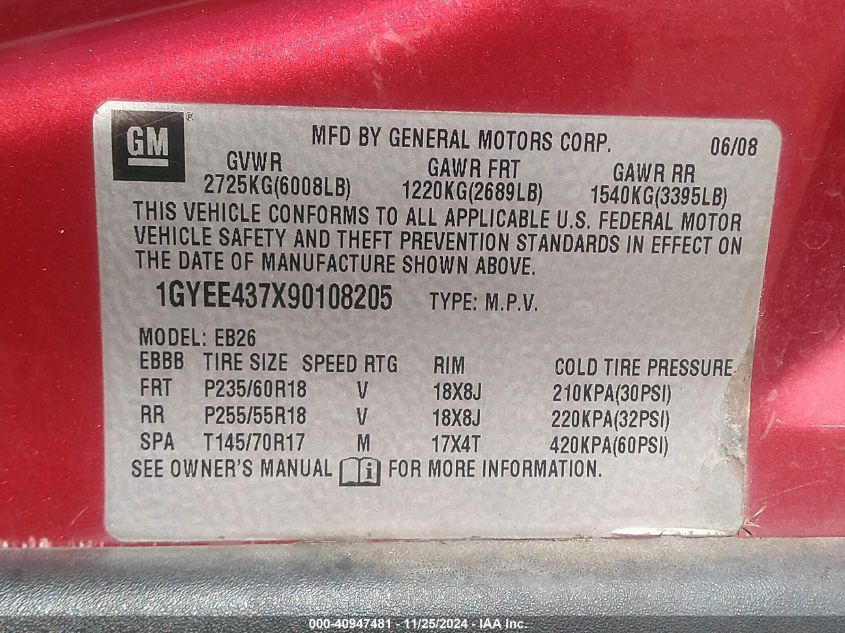 GM
MFD BY GENERAL MOTORS CORP. 06/08
GVWR GAWR FRT GAWR RR
2725KG(6008LB) 1220KG(2689LB) 1540KG(3395LB)
THIS VEHICLE CONFORMS TO ALL APPLICABLE U.S. FEDERAL MOTOR
VEHICLE SAFETY AND THEFT PREVENTION STANDARDS IN EFFECT ON
THE DATE OF MANUFACTURE SHOWN ABOVE.
1GYEE437X90108205 TYPE: M.P.V.
MODEL: EB26
EBBB TIRE SIZE SPEED RTG RIM COLD TIRE PRESSURE
FRT P235/60R18 V 18X8J 210KPA(30PSI)
RR P255/55R18 V 18X8J 220KPA(32PSI)
SPA T145/70R17 M 17X4T 420KPA(60PSI)
SEE OWNER'S MANUAL i FOR MORE INFORMATION.
000-40947481 - 11/25/2024 - IAA Inc.